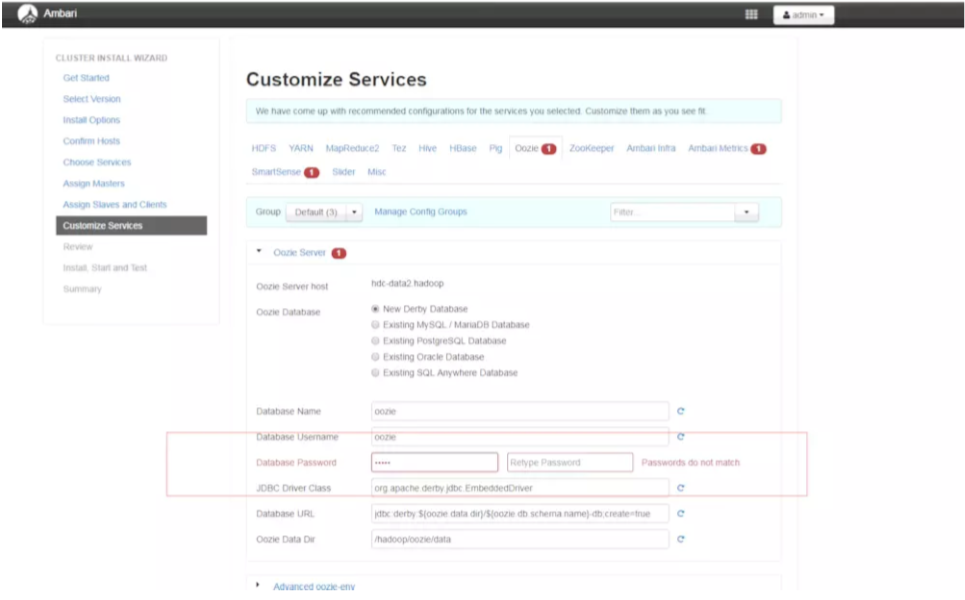 Ambari
admin
CLUSTER INSTALL WIZARD
Get Started
Select Version
Install Options
Confirm Hosts
Choose Services
Assign Masters
Assign Slaves and Clients
Customize Services
Review
Install, Start and Test
Summary
Customize Services
We have come up with recommended configurations for the services you selected. Customize them as you see fit.
HDFS YARN MapReduce2 Tez Hive HBase Pig Oozie 1 ZooKeeper Ambari Infra Ambari Metrics 1
SmartSense 1 Slider Misc
Group Default (3) Manage Config Groups Filter...
Oozie Server 1
Oozie Server host hdc-data2.hadoop
Oozie Database New Derby Database
Existing MySQL / MariaDB Database
Existing PostgreSQL Database
Existing Oracle Database
Existing SQL Anywhere Database
Database Name oozie
Database Username oozie
Database Password ••••• Retype Password Passwords do not match
JDBC Driver Class org.apache.derby.jdbc.EmbeddedDriver
Database URL jdbc:derby:${oozie.data.dir}/${oozie.db.schema.name}-db;create=true
Oozie Data Dir /hadoop/oozie/data
Advanced oozie-env